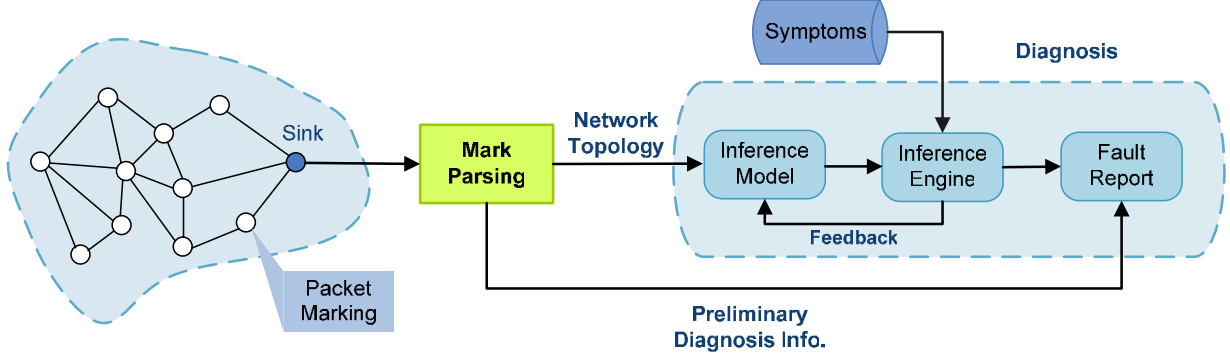 Symptoms
Diagnosis
Sink
Mark
Parsing
Network
Topology
Inference
Model
Inference
Engine
Fault
Report
Feedback
Packet
Marking
Preliminary
Diagnosis Info.